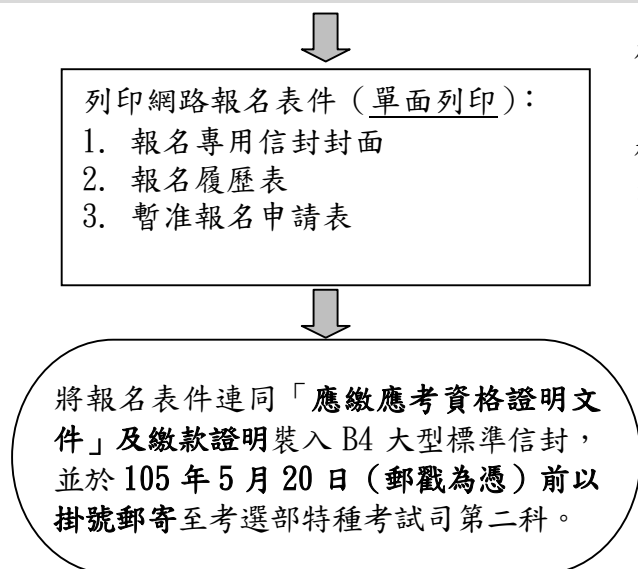 列印網路報名表件（單面列印）：
1. 報名專用信封封面
2. 報名履歷表
3. 暫准報名申請表
將報名表件連同「應繳應考資格證明文
件」及繳款證明裝入 B4 大型標準信封，
並於 105 年 5 月 20 日（郵戳為憑）前以
掛號郵寄至考選部特種考試司第二科。